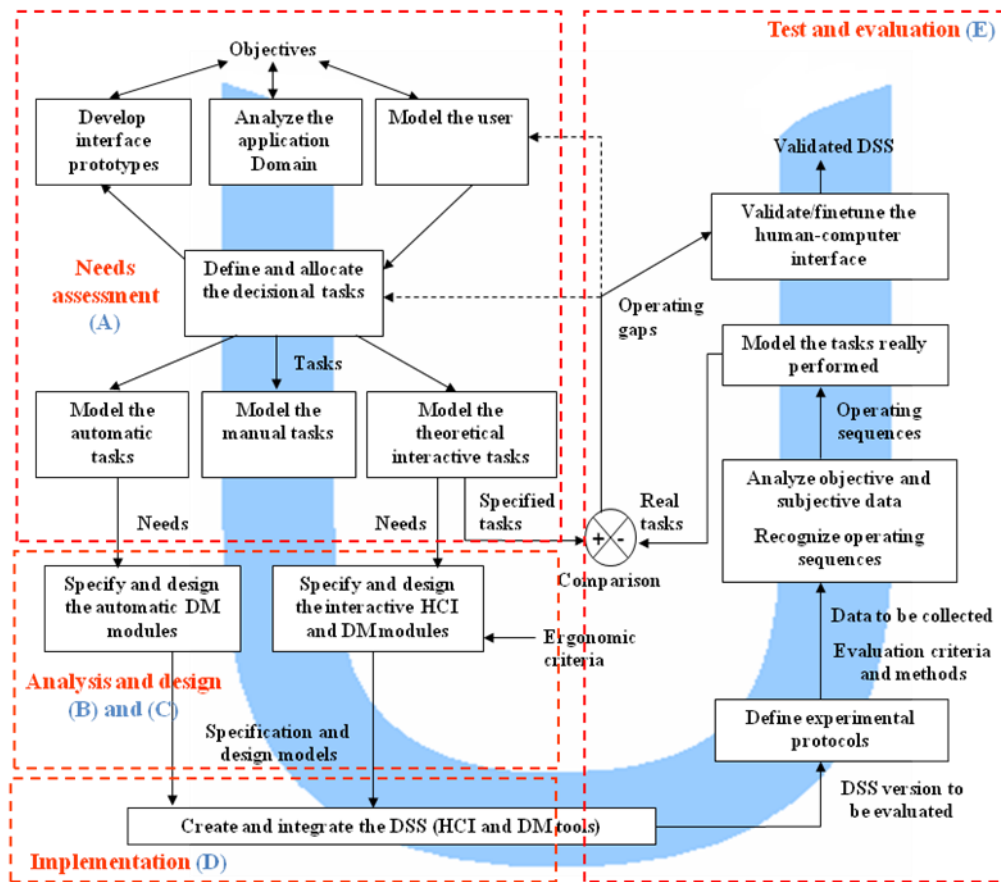 Objectives
Develop
interface
prototypes
Analyze the
application
Domain
Model the user
Needs
assessment
(A)
Define and allocate
the decisional tasks
Tasks
Model the
automatic
tasks
Model the
manual tasks
Model the
theoretical
interactive tasks
Needs
Needs
Specified
tasks
Specify and design
the automatic DM
modules
Specify and design
the interactive HCI
and DM modules
Ergonomic
criteria
Analysis and design
(B) and (C)
Specification and
design models
Create and integrate the DSS (HCI and DM tools)
Implementation (D)
Test and evaluation (E)
Validated DSS
Validate/finetune the
human-computer
interface
Operating
gaps
Model the tasks really
performed
Operating
sequences
Analyze objective and
subjective data
Recognize operating
sequences
Real
tasks
+ -
Comparison
Data to be collected
Evaluation criteria
and methods
Define experimental
protocols
DSS version to
be evaluated